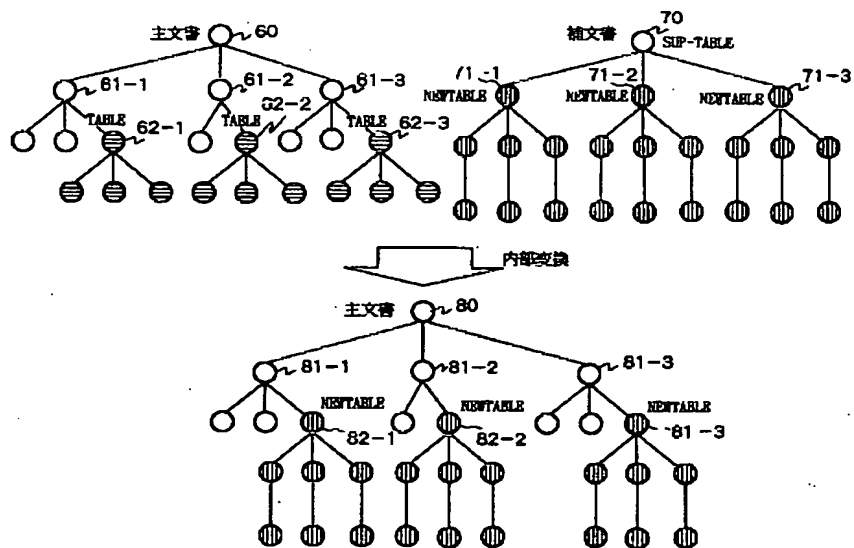 主文書 60
70
補文書 SUP-TABLE
61-1 61-2 61-3
71-1 71-2 71-3
NEWTABLE NEWTABLE NEWTABLE
TABLE 62-1 TABLE 62-2 TABLE 62-3
内部変換
主文書 80
81-1 81-2 81-3
NEWTABLE NEWTABLE NEWTABLE
82-1 82-2 81-3